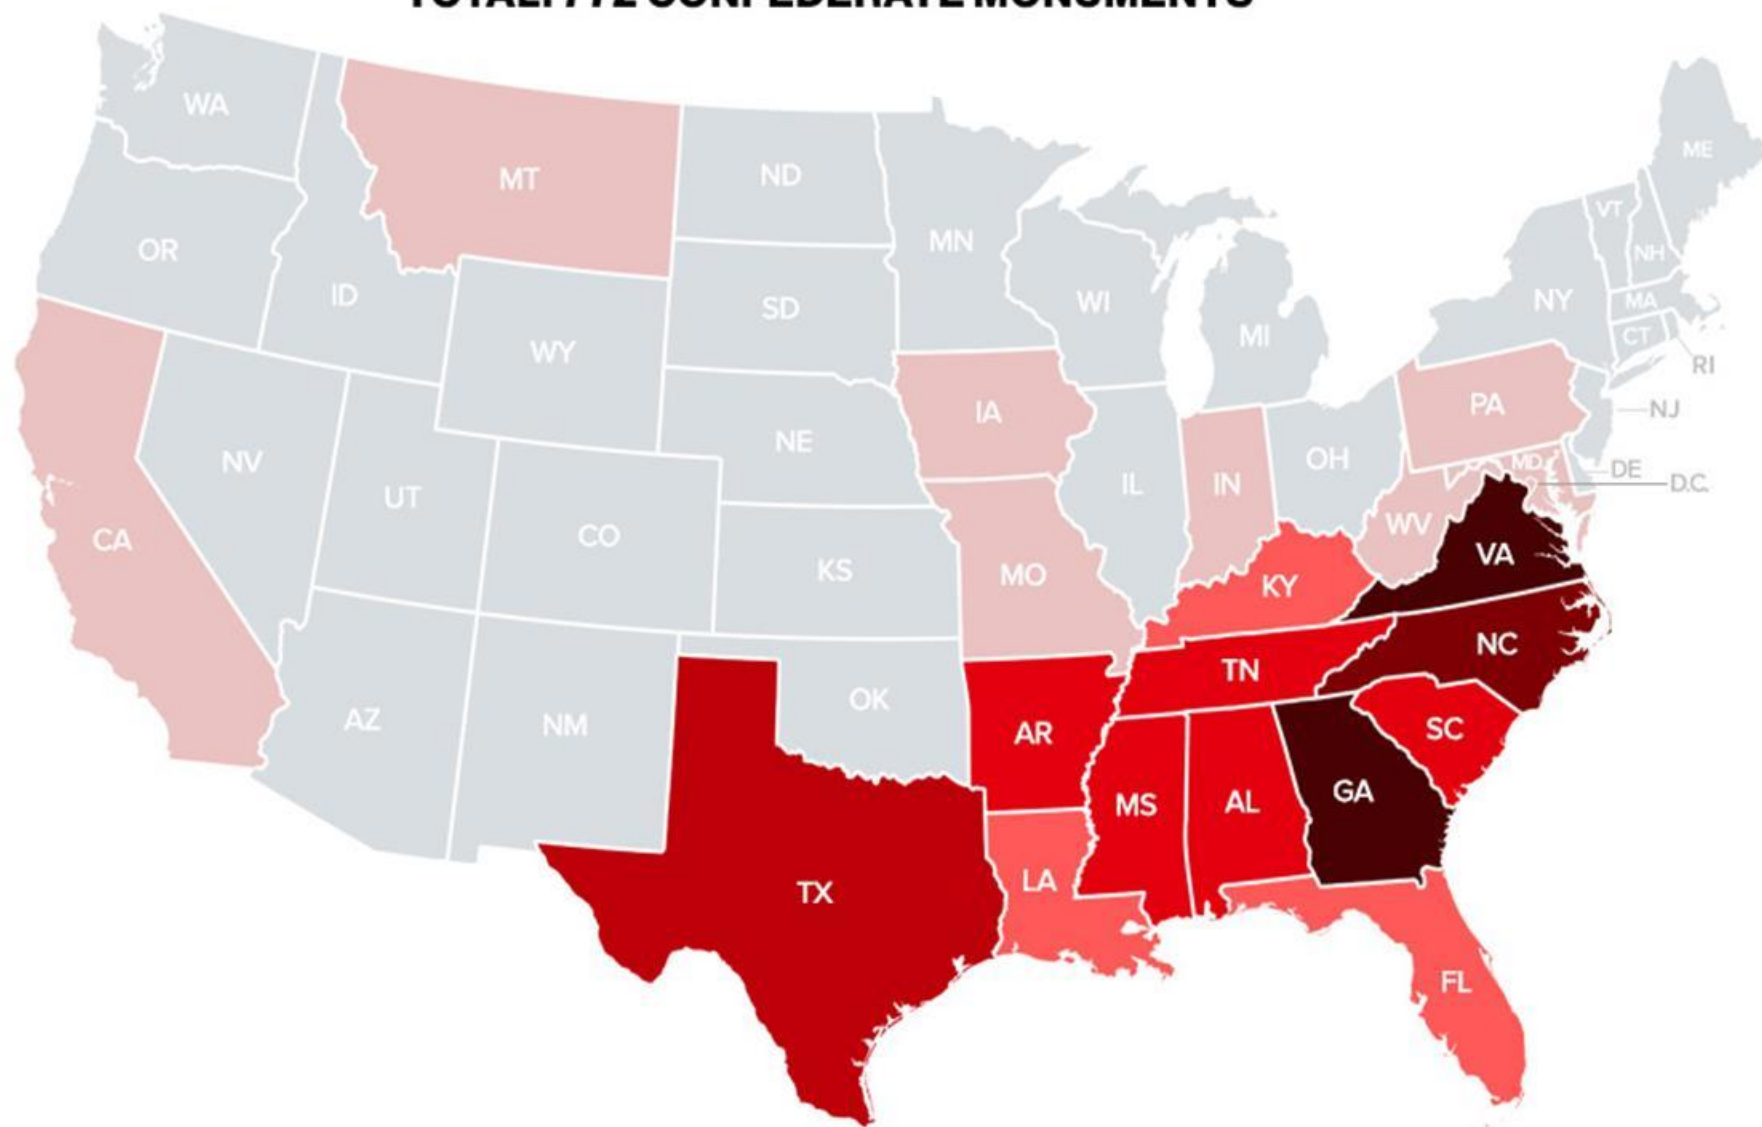 TOTAL: 772 CONFEDERATE MONUMENTS
WA
MT
ND
MN
ME
OR
ID
SD
WI
MI
VT
NH
NY
MA
CT
RI
WY
IA
PA
NJ
NE
NV
UT
CO
IL
IN
OH
MD
DE
D.C.
CA
KS
MO
WV
VA
KY
AZ
NM
OK
TN
NC
AR
SC
MS
AL
GA
TX
LA
FL